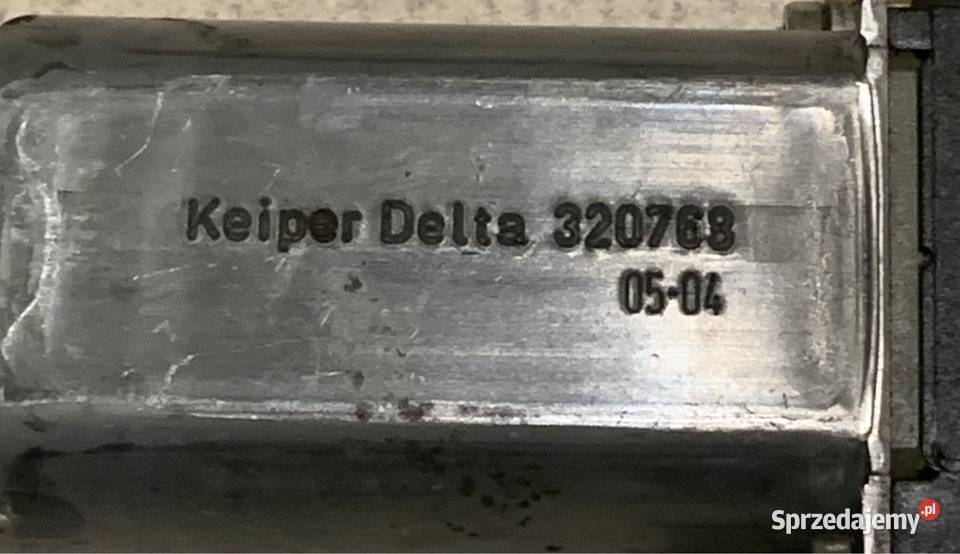 Keiper Delta 320768
05-04
Sprzedajemy.pl